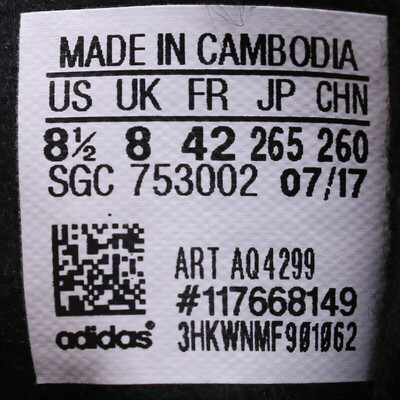 MADE IN CAMBODIA
US UK FR JP CHN
8½ 8 42 265 260
SGC 753002 07/17
ART AQ4299
#117668149
adidas® 3HKWNMF901062